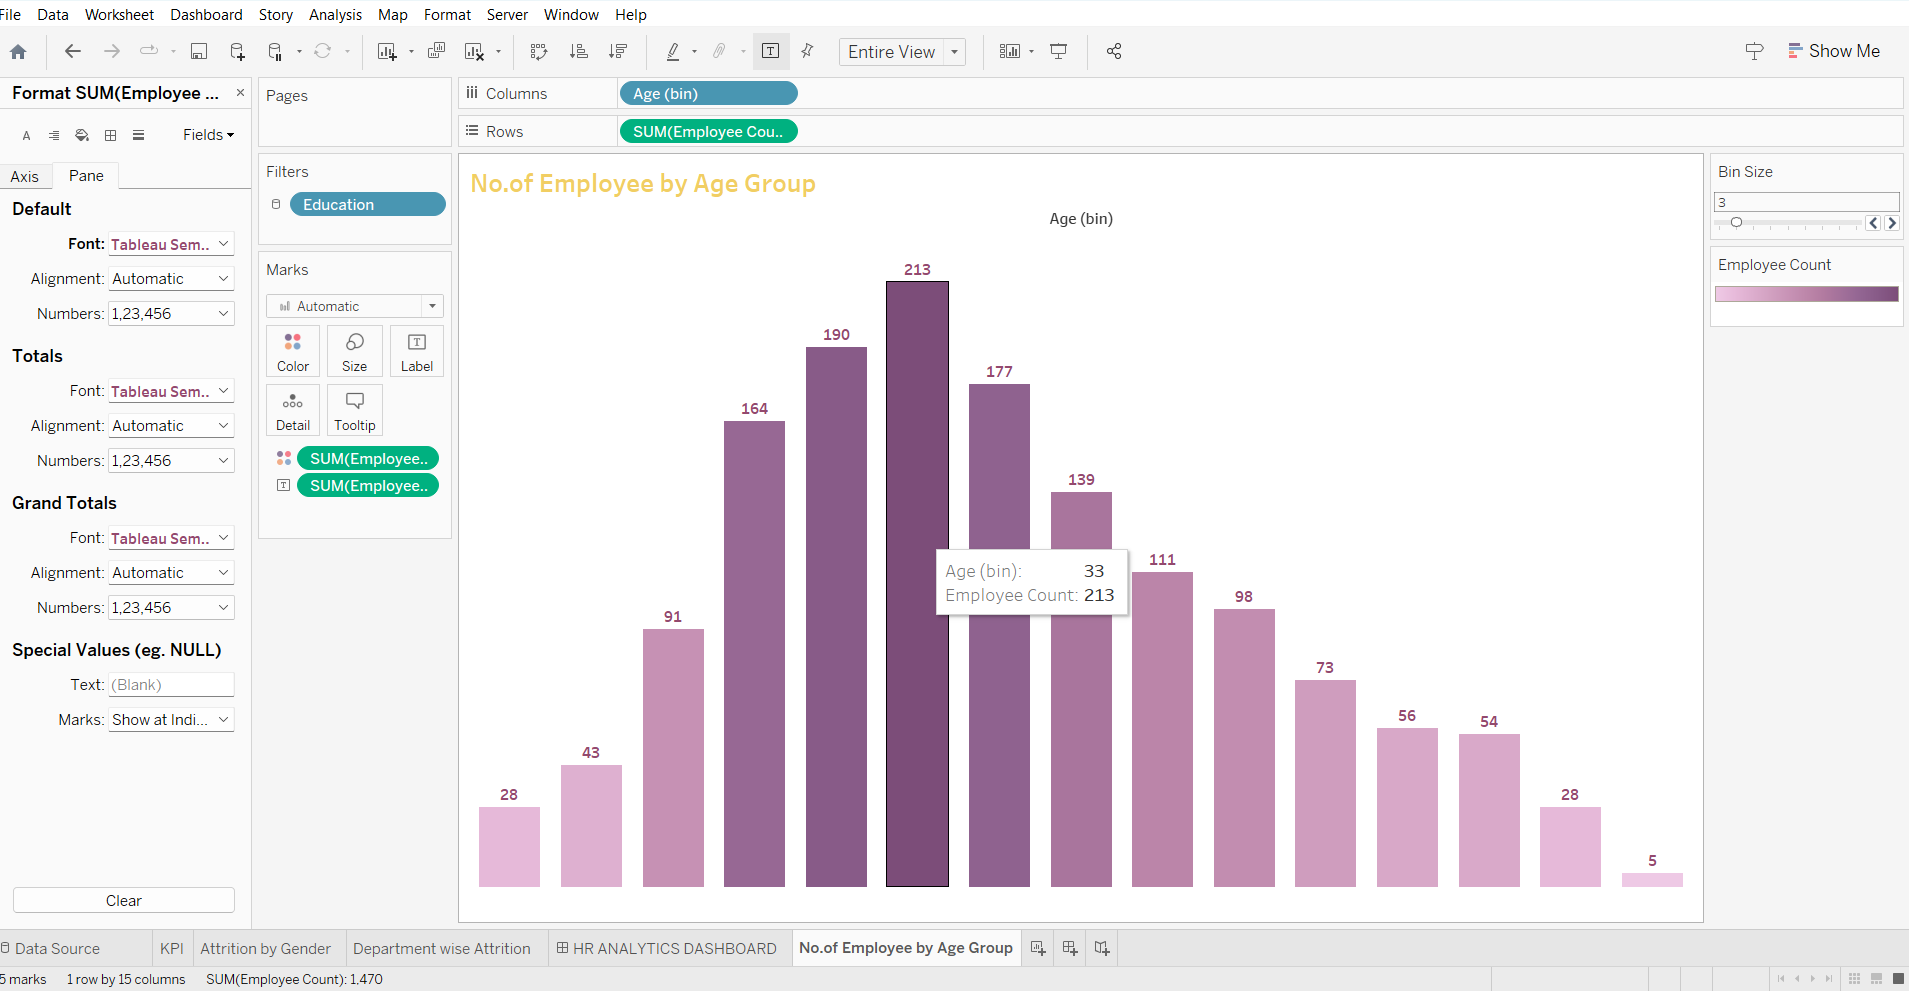 File Data Worksheet Dashboard Story Analysis Map Format Server Window Help
Entire View
Show Me
Format SUM(Employee ...
Fields
Axis Pane
Default
Font: Tableau Sem..
Alignment: Automatic
Numbers: 1,23,456
Totals
Font: Tableau Sem..
Alignment: Automatic
Numbers: 1,23,456
Grand Totals
Font: Tableau Sem..
Alignment: Automatic
Numbers: 1,23,456
Special Values (eg. NULL)
Text: (Blank)
Marks: Show at Indi...
Clear
Pages
Filters
Education
Marks
Automatic
Color Size Label
Detail Tooltip
SUM(Employee..
SUM(Employee..
Columns Age (bin)
Rows SUM(Employee Cou..
No.of Employee by Age Group
Age (bin)
28
43
91
164
190
213
177
139
111
98
73
56
54
28
5
Age (bin): 33
Employee Count: 213
Bin Size
3
Employee Count
Data Source KPI Attrition by Gender Department wise Attrition HR ANALYTICS DASHBOARD No.of Employee by Age Group
5 marks 1 row by 15 columns SUM(Employee Count): 1,470